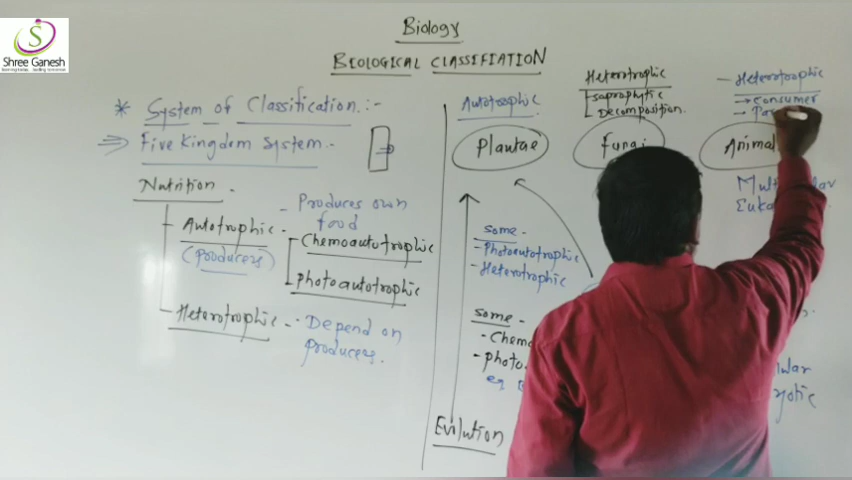 S
Shree Ganesh
Biology
BIOLOGICAL CLASSIFIATION
* System of Classification :-
⇒ Five Kingdom System -
Nutrition -
Autotrophic -
(Producers)
- Produces own
food
Chemoautotrophic
Photoautotrophic
Heterotrophic -
- Depend on
Producers.
Autotrophic
Plantae
Heterotrophic
saprophytic
Decomposition.
Fungi
- Heterotrophic
→ Consumer
Animal
some -
- Photoautotrophic
- Heterotrophic
some -
Evilution